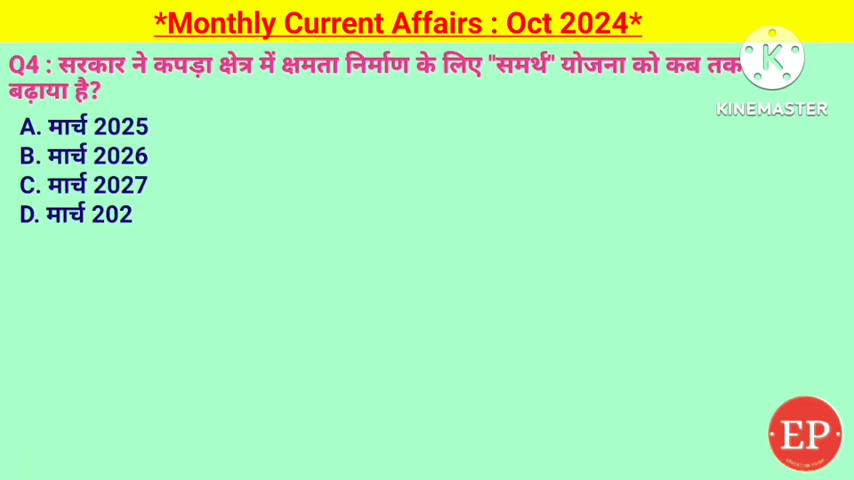 *Monthly Current Affairs : Oct 2024*
Q4 : सरकार ने कपड़ा क्षेत्र में क्षमता निर्माण के लिए "समर्थ" योजना को कब तक
बढ़ाया है?
KINEMASTER
A. मार्च 2025
B. मार्च 2026
C. मार्च 2027
D. मार्च 202
EP